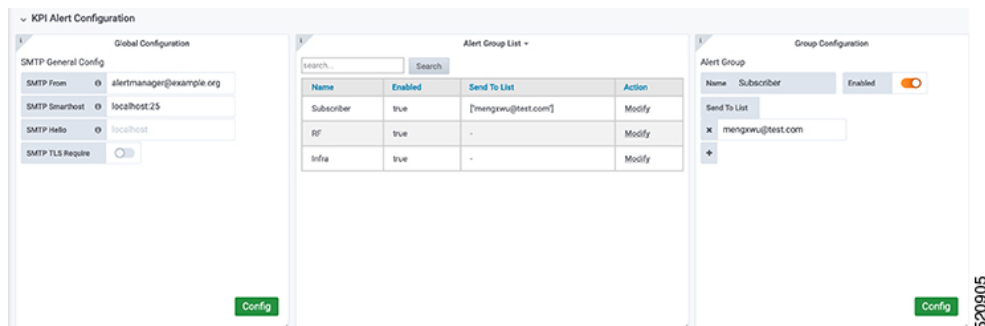 KPI Alert Configuration
Global Configuration
SMTP General Config
SMTP From alertmanager@example.org
SMTP Smarthost localhost:25
SMTP Hello localhost
SMTP TLS Require
Config
Alert Group List
search... Search
Name Enabled Send To List Action
Subscriber true ['mengxwu@test.com'] Modify
RF true - Modify
Infra true - Modify
Group Configuration
Alert Group
Name Subscriber Enabled
Send To List
× mengxwu@test.com
+
Config
520905